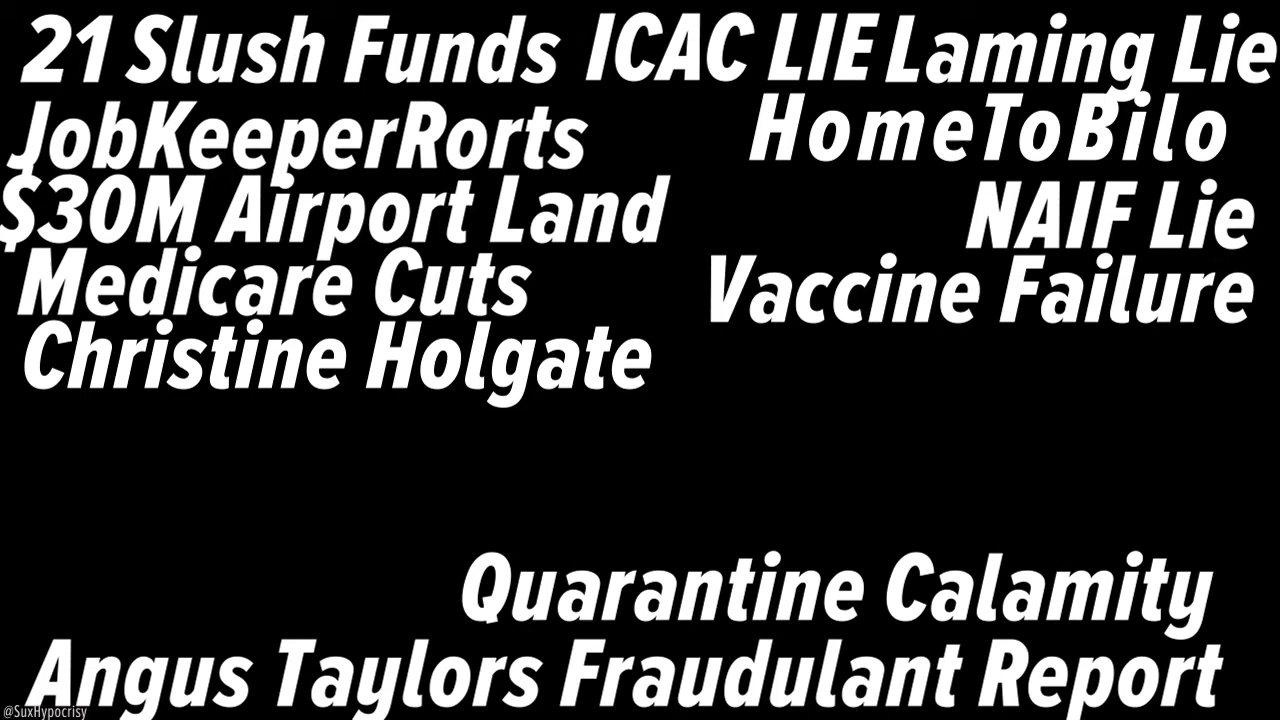 21 Slush Funds ICAC LIE Laming Lie
JobKeeperRorts HomeToBilo
$30M Airport Land NAIF Lie
Medicare Cuts Vaccine Failure
Christine Holgate
Quarantine Calamity
Angus Taylors Fraudulant Report
@SuxHypocrisy